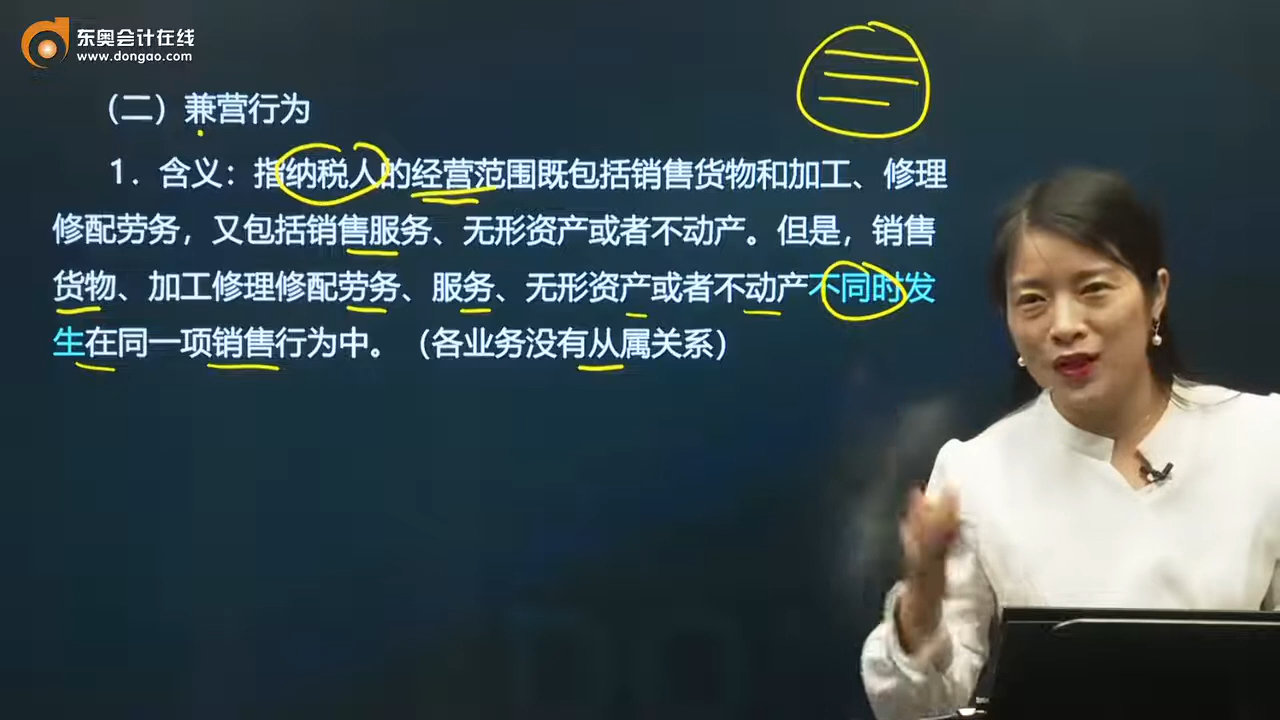 东奥会计在线
www.dongao.com
（二）兼营行为
1．含义：指纳税人的经营范围既包括销售货物和加工、修理
修配劳务，又包括销售服务、无形资产或者不动产。但是，销售
货物、加工修理修配劳务、服务、无形资产或者不动产不同时发
生在同一项销售行为中。（各业务没有从属关系）